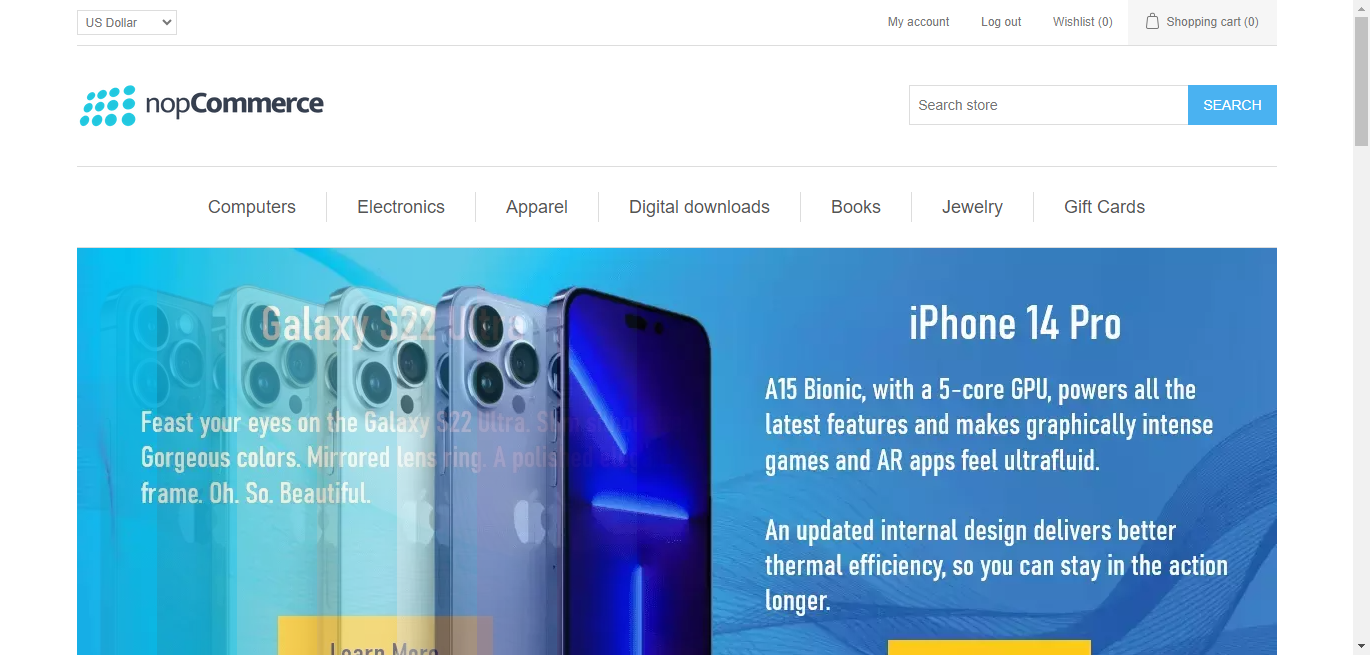 US Dollar
My account
Log out
Wishlist (0)
Shopping cart (0)
nopCommerce
Search store
SEARCH
Computers
Electronics
Apparel
Digital downloads
Books
Jewelry
Gift Cards
Galaxy S22 Ultra
Feast your eyes on the Galaxy S22 Ultra.
Gorgeous colors. Mirrored lens ring. A
frame. Oh. So. Beautiful.
Learn More
iPhone 14 Pro
A15 Bionic, with a 5-core GPU, powers all the
latest features and makes graphically intense
games and AR apps feel ultrafluid.
An updated internal design delivers better
thermal efficiency, so you can stay in the action
longer.